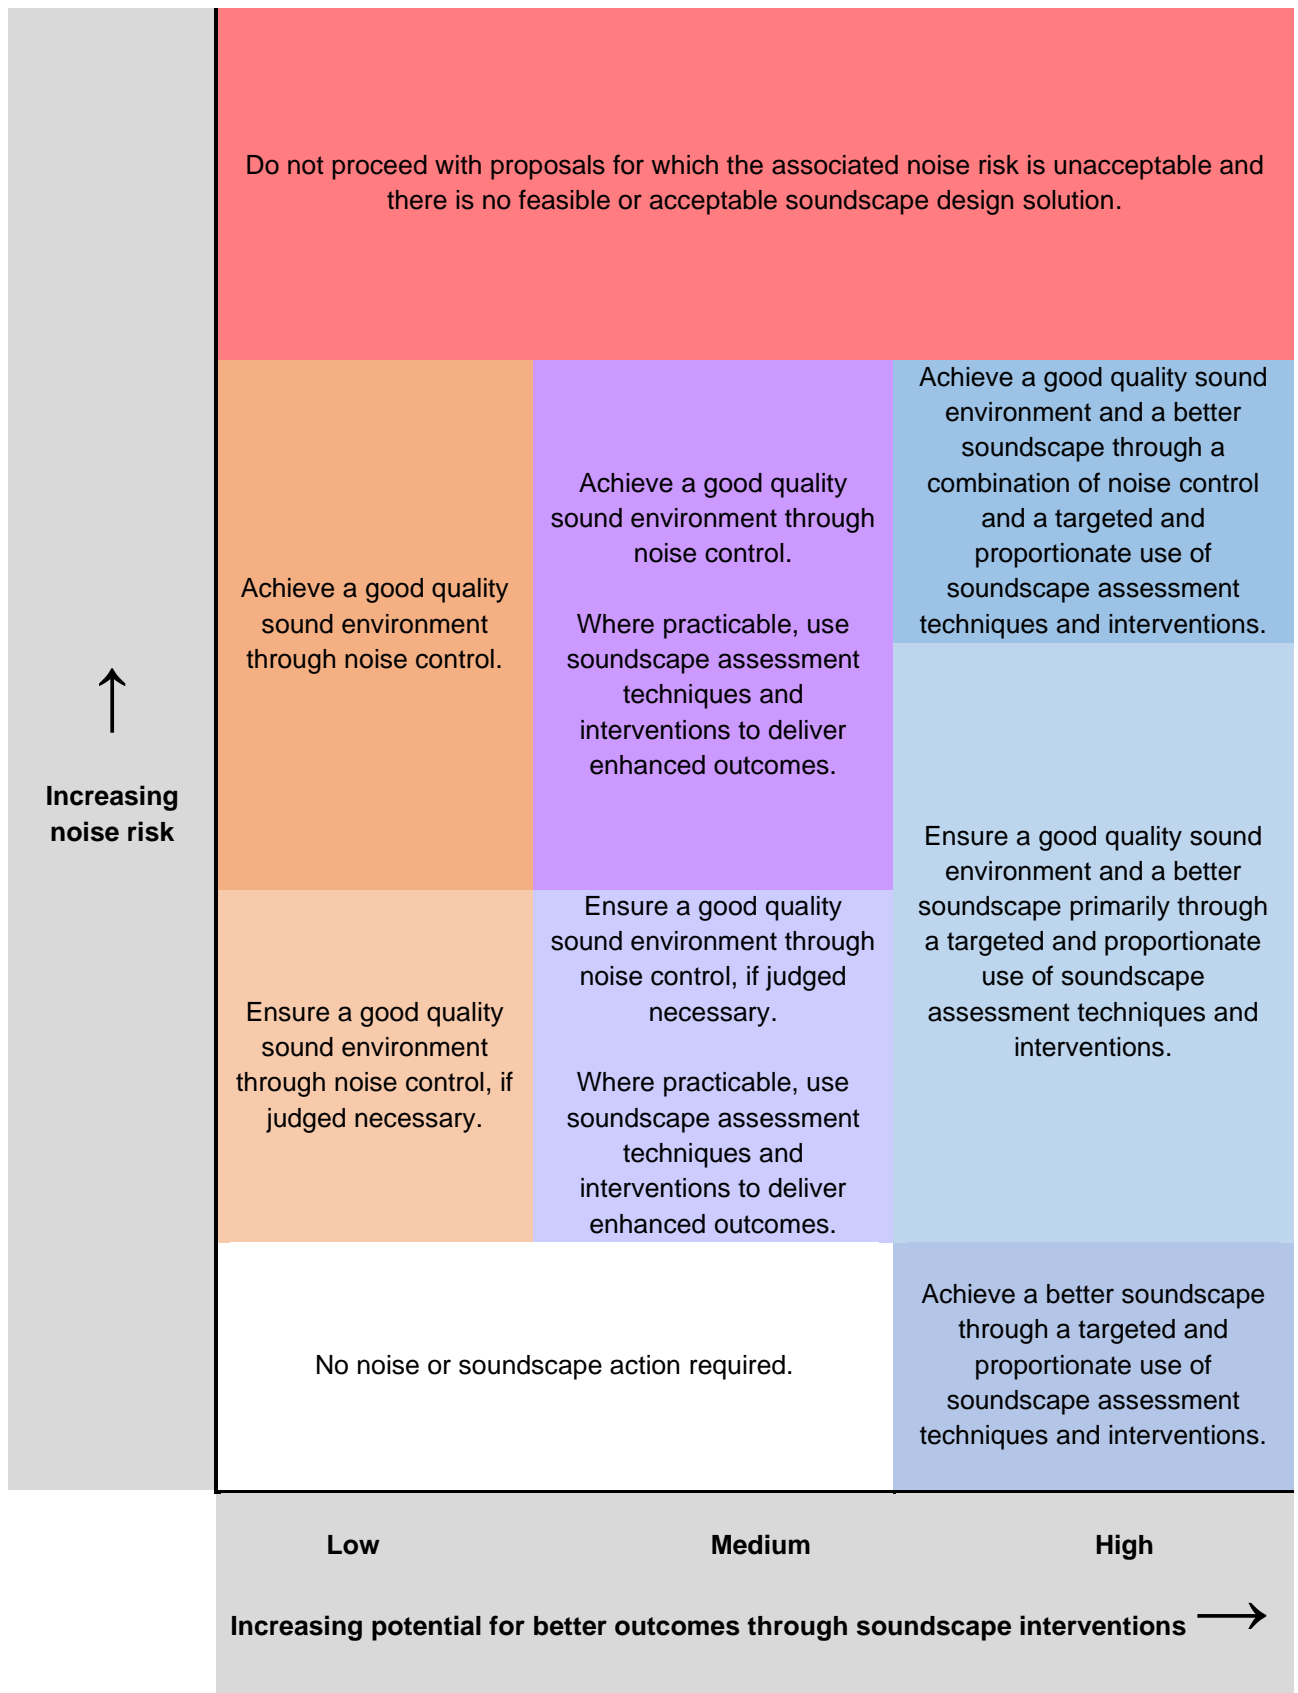 Do not proceed with proposals for which the associated noise risk is unacceptable and
there is no feasible or acceptable soundscape design solution.
↑
Increasing
noise risk
Achieve a good quality
sound environment
through noise control.
Achieve a good quality
sound environment through
noise control.
Where practicable, use
soundscape assessment
techniques and
interventions to deliver
enhanced outcomes.
Achieve a good quality sound
environment and a better
soundscape through a
combination of noise control
and a targeted and
proportionate use of
soundscape assessment
techniques and interventions.
Ensure a good quality
sound environment
through noise control, if
judged necessary.
Ensure a good quality
sound environment through
noise control, if judged
necessary.
Where practicable, use
soundscape assessment
techniques and
interventions to deliver
enhanced outcomes.
Ensure a good quality sound
environment and a better
soundscape primarily through
a targeted and proportionate
use of soundscape
assessment techniques and
interventions.
No noise or soundscape action required.
Achieve a better soundscape
through a targeted and
proportionate use of
soundscape assessment
techniques and interventions.
Low Medium High
Increasing potential for better outcomes through soundscape interventions →